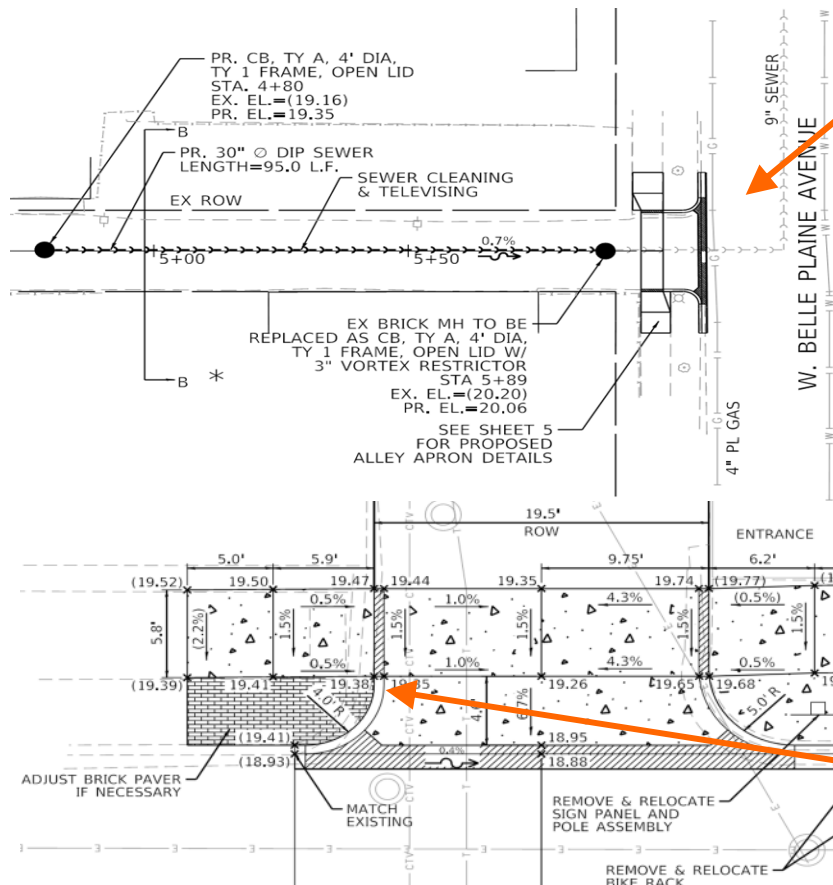 PR. CB, TY A, 4' DIA,
TY 1 FRAME, OPEN LID
STA. 4+80
EX. EL.=(19.16)
PR. EL.=19.35
B
PR. 30" ∅ DIP SEWER
LENGTH=95.0 L.F.
SEWER CLEANING
& TELEVISING
EX ROW
5+00
5+50
0.7%
EX BRICK MH TO BE
REPLACED AS CB, TY A, 4' DIA,
TY 1 FRAME, OPEN LID W/
3" VORTEX RESTRICTOR
STA 5+89
EX. EL.=(20.20)
PR. EL.=20.06
B *
SEE SHEET 5
FOR PROPOSED
ALLEY APRON DETAILS
9" SEWER
W. BELLE PLAINE AVENUE
4" PL GAS
G
G
G
W
W
W
W
W
19.5'
ROW
ENTRANCE
5.0' 5.9' 9.75' 6.2'
(19.52) 19.50 19.47 19.44 19.35 19.74 (19.77)
0.5% 1.0% 4.3% (0.5%)
5.8' (2.2%) 1.5% 1.5% 1.5% 1.5%
0.5% 1.0% 4.3% 0.5%
(19.39) 19.41 19.38 19.26 19.65 19.68
4.0' R 5.0' R
(19.41) 18.95
(18.93) 0.4% 18.88
ADJUST BRICK PAVER
IF NECESSARY
MATCH
EXISTING
REMOVE & RELOCATE
SIGN PANEL AND
POLE ASSEMBLY
REMOVE & RELOCATE
BIKE RACK
CTV
CTV
CTV
T
T